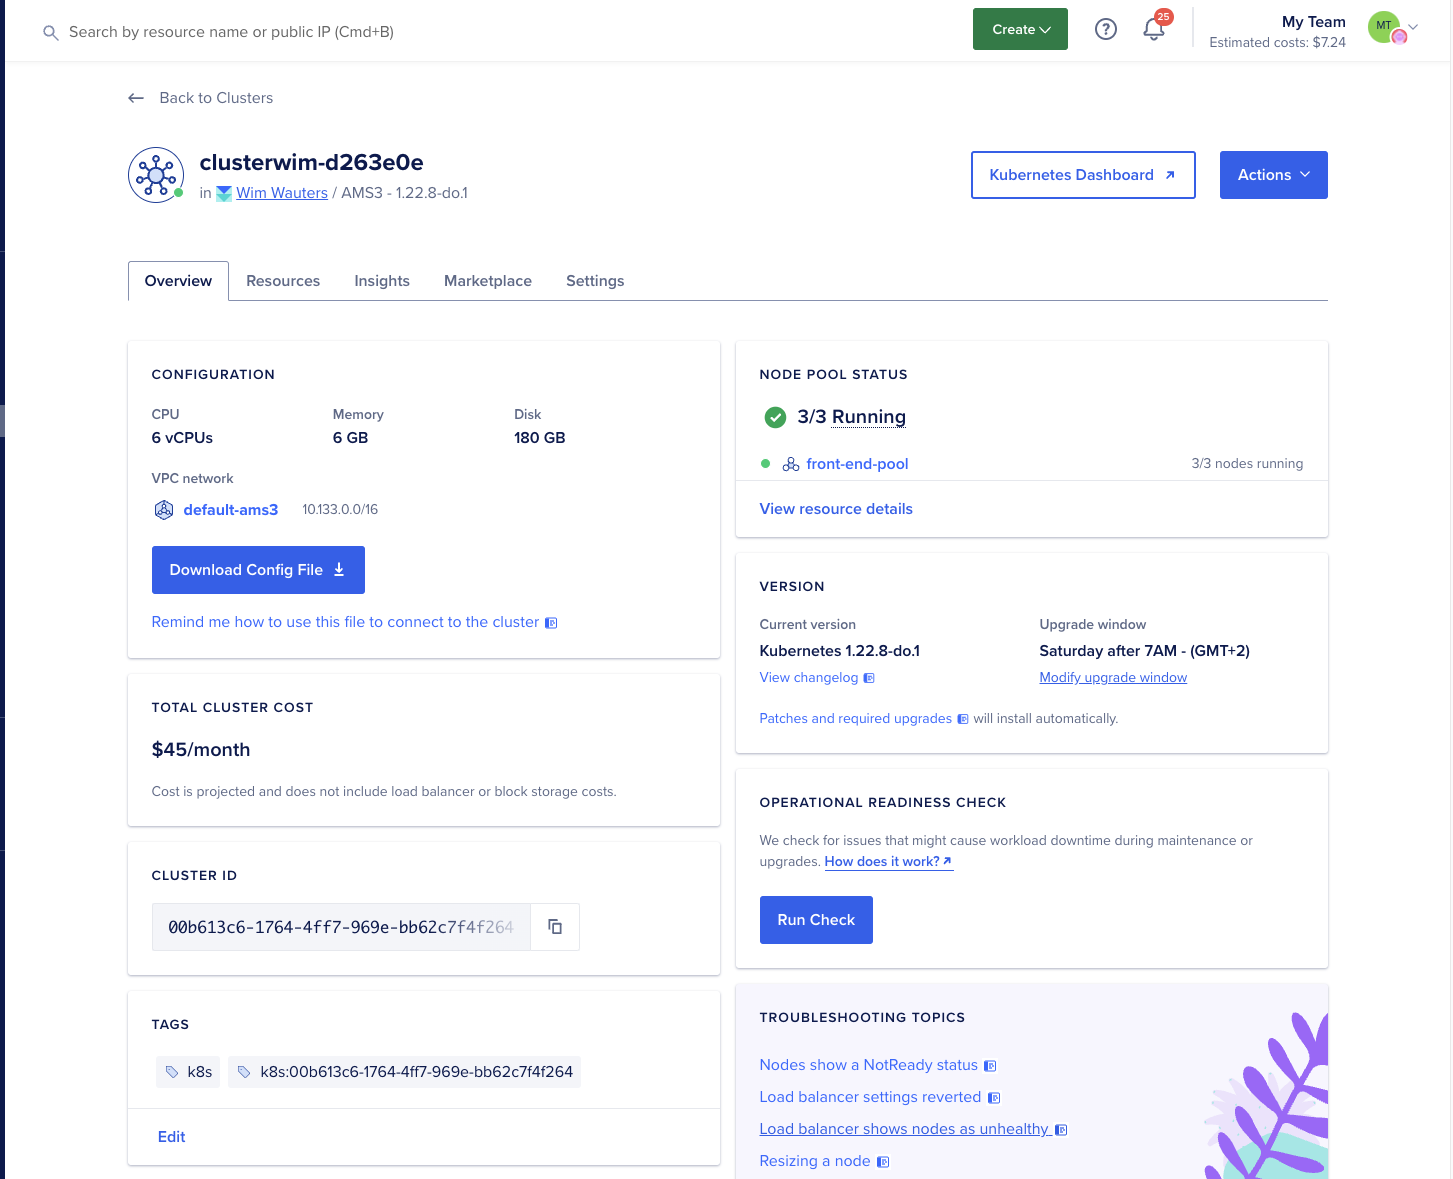 Search by resource name or public IP (Cmd+B)
Create
25
My Team
Estimated costs: $7.24
MT
Back to Clusters
clusterwim-d263e0e
in Wim Wauters / AMS3 - 1.22.8-do.1
Kubernetes Dashboard
Actions
Overview
Resources
Insights
Marketplace
Settings
CONFIGURATION
CPU
6 vCPUs
Memory
6 GB
Disk
180 GB
VPC network
default-ams3
10.133.0.0/16
Download Config File
Remind me how to use this file to connect to the cluster
TOTAL CLUSTER COST
$45/month
Cost is projected and does not include load balancer or block storage costs.
CLUSTER ID
00b613c6-1764-4ff7-969e-bb62c7f4f264
TAGS
k8s
k8s:00b613c6-1764-4ff7-969e-bb62c7f4f264
Edit
NODE POOL STATUS
3/3 Running
front-end-pool
3/3 nodes running
View resource details
VERSION
Current version
Kubernetes 1.22.8-do.1
View changelog
Upgrade window
Saturday after 7AM - (GMT+2)
Modify upgrade window
Patches and required upgrades will install automatically.
OPERATIONAL READINESS CHECK
We check for issues that might cause workload downtime during maintenance or
upgrades. How does it work?
Run Check
TROUBLESHOOTING TOPICS
Nodes show a NotReady status
Load balancer settings reverted
Load balancer shows nodes as unhealthy
Resizing a node